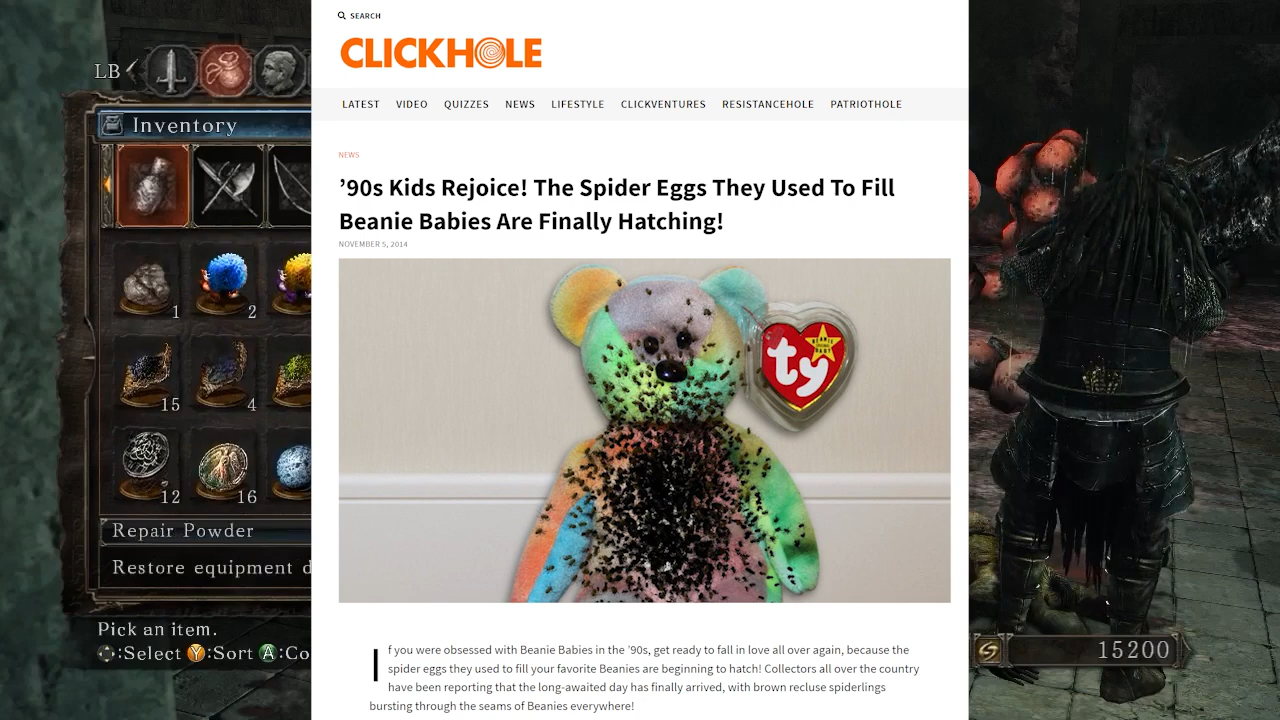 SEARCH
CLICKHOLE
LATEST VIDEO QUIZZES NEWS LIFESTYLE CLICKVENTURES RESISTANCEHOLE PATRIOTHOLE
NEWS
’90s Kids Rejoice! The Spider Eggs They Used To Fill
Beanie Babies Are Finally Hatching!
NOVEMBER 5, 2014
BEANIE
ORIGINAL
BABY
ty
If you were obsessed with Beanie Babies in the ’90s, get ready to fall in love all over again, because the
spider eggs they used to fill your favorite Beanies are beginning to hatch! Collectors all over the country
have been reporting that the long-awaited day has finally arrived, with brown recluse spiderlings
bursting through the seams of Beanies everywhere!
LB
Inventory
1 2
15 4
12 16
Repair Powder
Restore equipment d
Pick an item.
:Select Y:Sort A:Co
15200